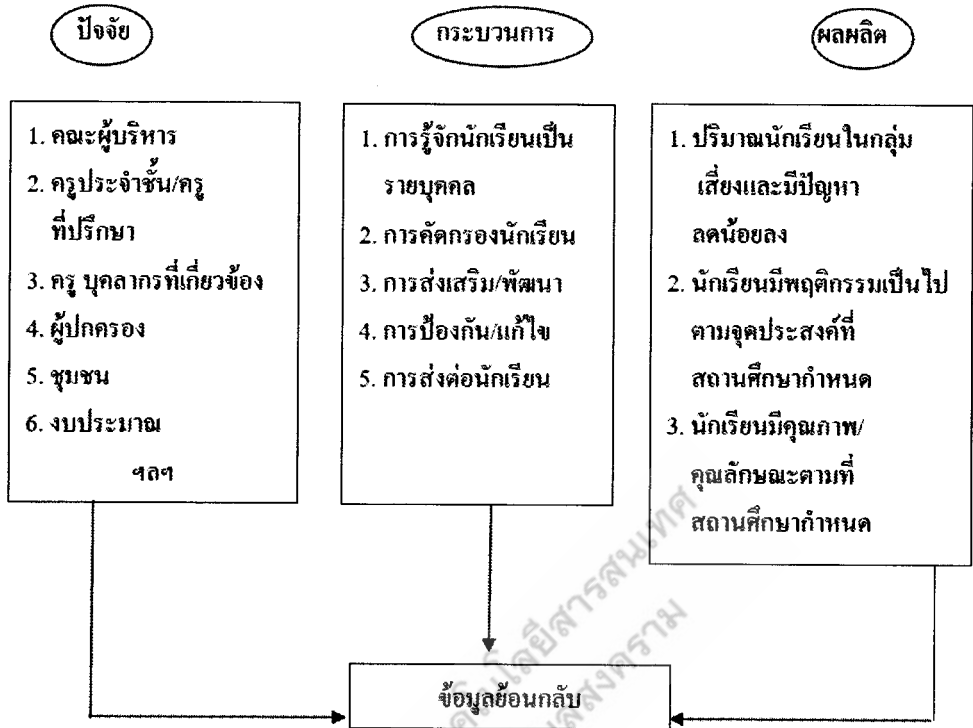 ปัจจัย
กระบวนการ
ผลผลิต
1. คณะผู้บริหาร
2. ครูประจำชั้น/ครู
ที่ปรึกษา
3. ครู บุคลากรที่เกี่ยวข้อง
4. ผู้ปกครอง
5. ชุมชน
6. งบประมาณ
ฯลฯ
1. การรู้จักนักเรียนเป็น
รายบุคคล
2. การคัดกรองนักเรียน
3. การส่งเสริม/พัฒนา
4. การป้องกัน/แก้ไข
5. การส่งต่อนักเรียน
1. ปริมาณนักเรียนในกลุ่ม
เสี่ยงและมีปัญหา
ลดน้อยลง
2. นักเรียนมีพฤติกรรมเป็นไป
ตามจุดประสงค์ที่
สถานศึกษากำหนด
3. นักเรียนมีคุณภาพ/
คุณลักษณะตามที่
สถานศึกษากำหนด
ข้อมูลย้อนกลับ